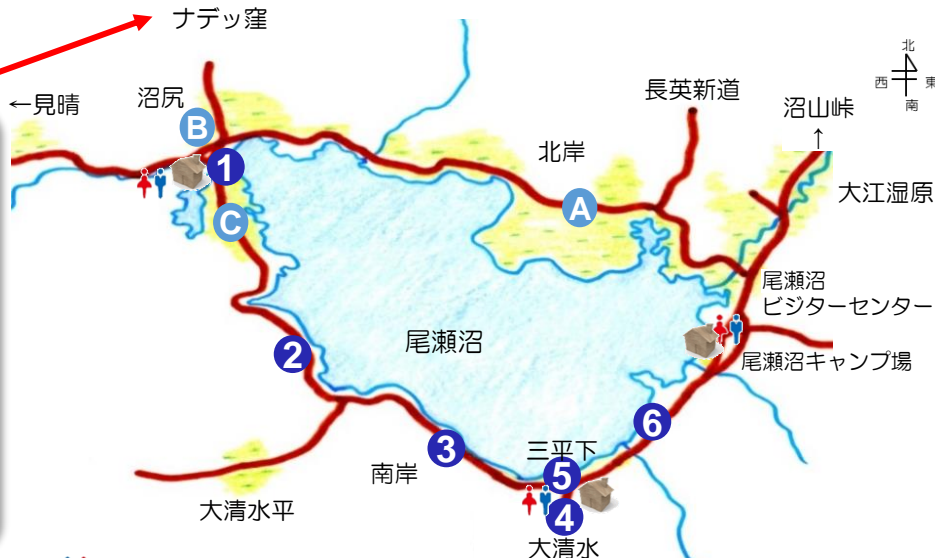 ナデッ窪
北
西
東
南
←見晴
沼尻
長英新道
沼山峠
↑
北岸
大江湿原
B
1
A
C
尾瀬沼
ビジターセンター
尾瀬沼
尾瀬沼キャンプ場
2
6
3
三平下
南岸
5
大清水平
4
大清水